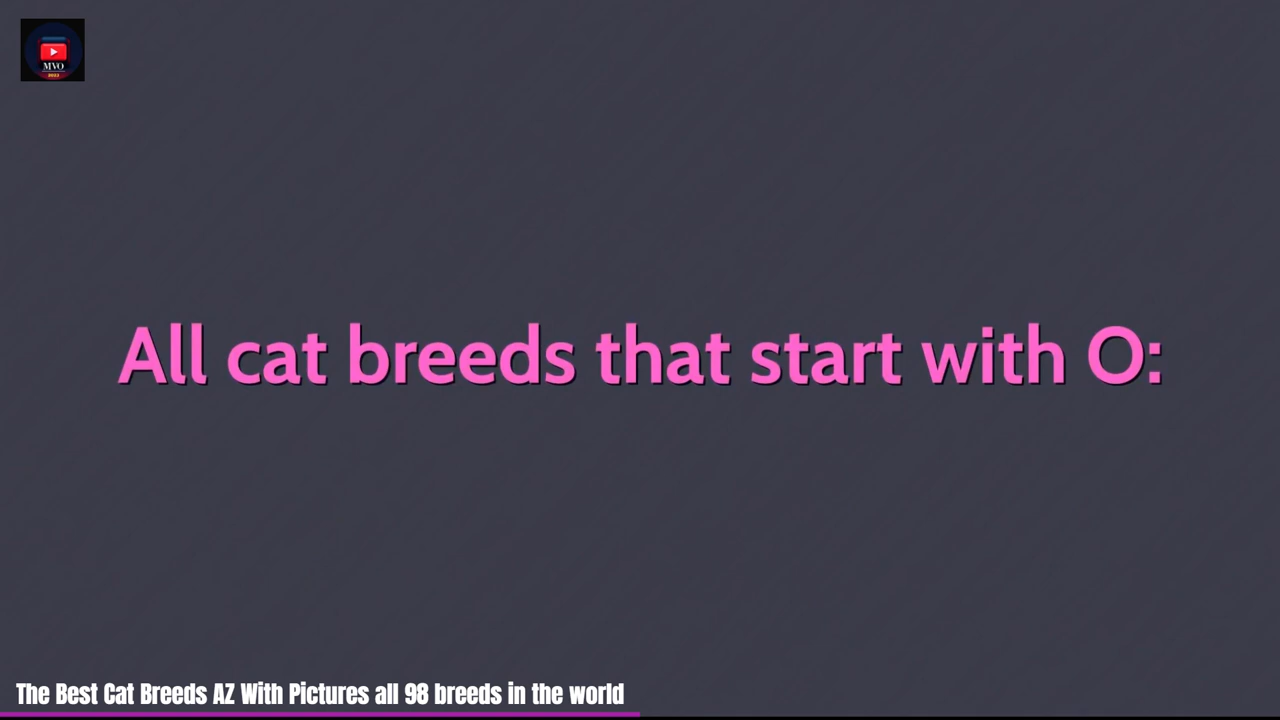 MVO
2023
All cat breeds that start with O:
The Best Cat Breeds AZ With Pictures all 98 breeds in the world